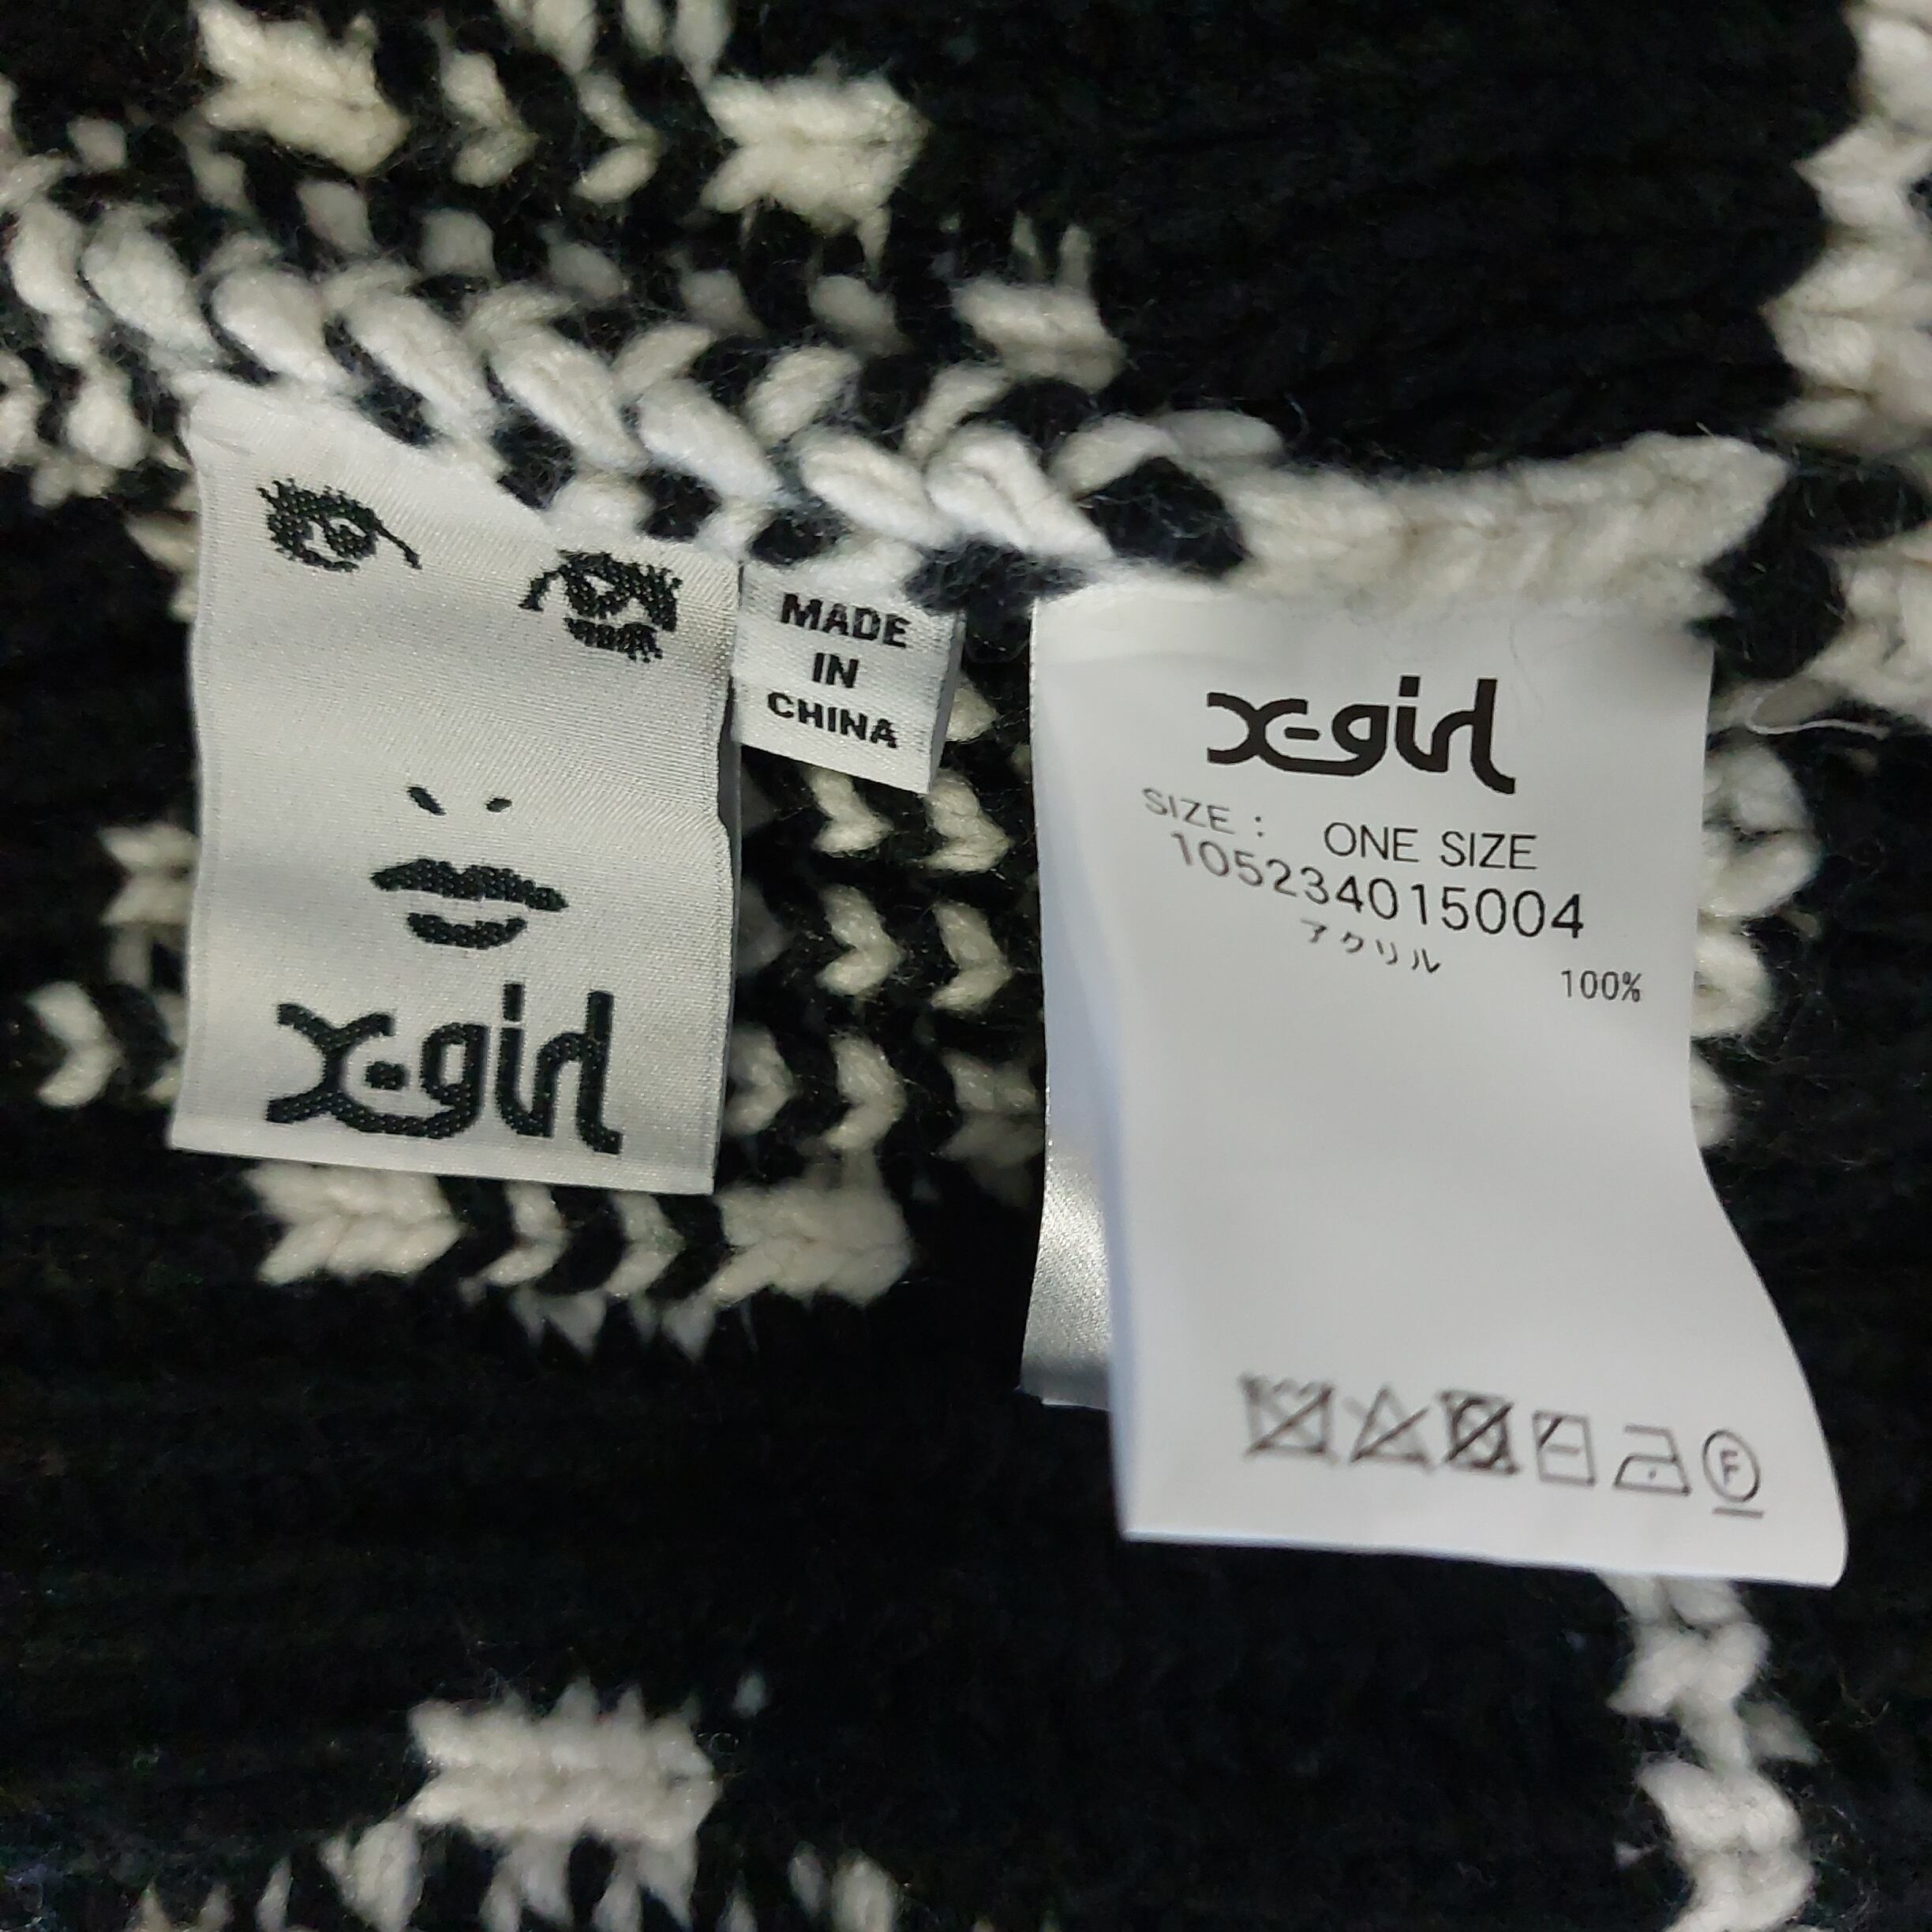 x-girl
MADE
IN
CHINA
x-girl
SIZE : ONE SIZE
105234015004
アクリル 100%
F